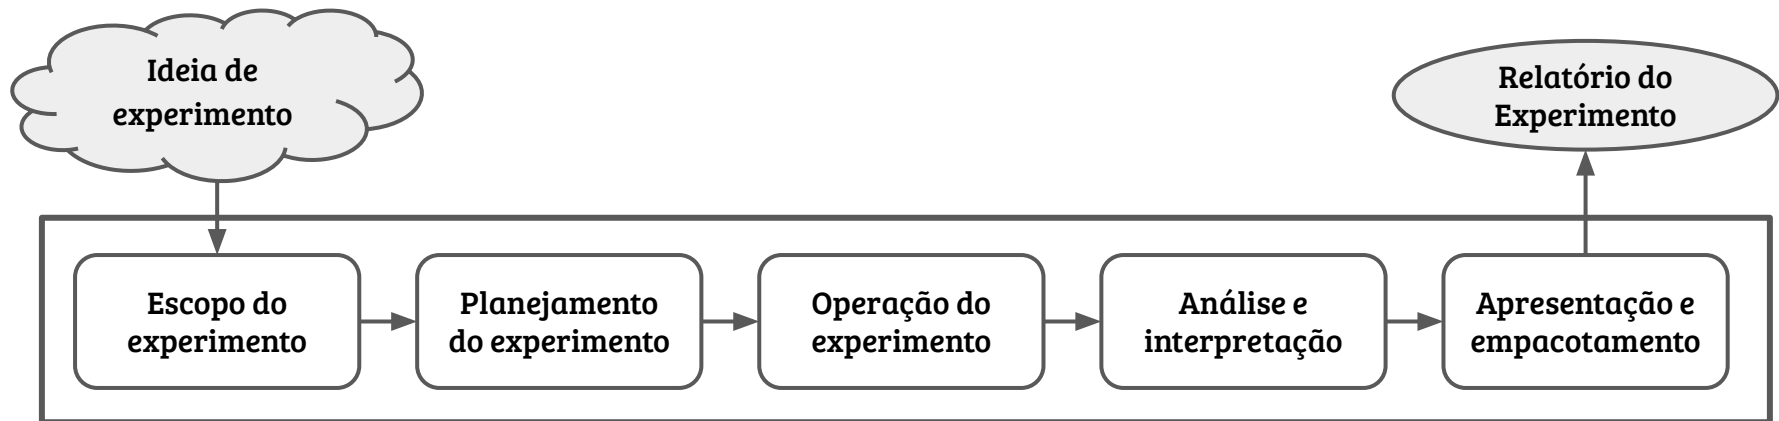 Ideia de
experimento
Relatório do
Experimento
Escopo do
experimento
Planejamento
do experimento
Operação do
experimento
Análise e
interpretação
Apresentação e
empacotamento